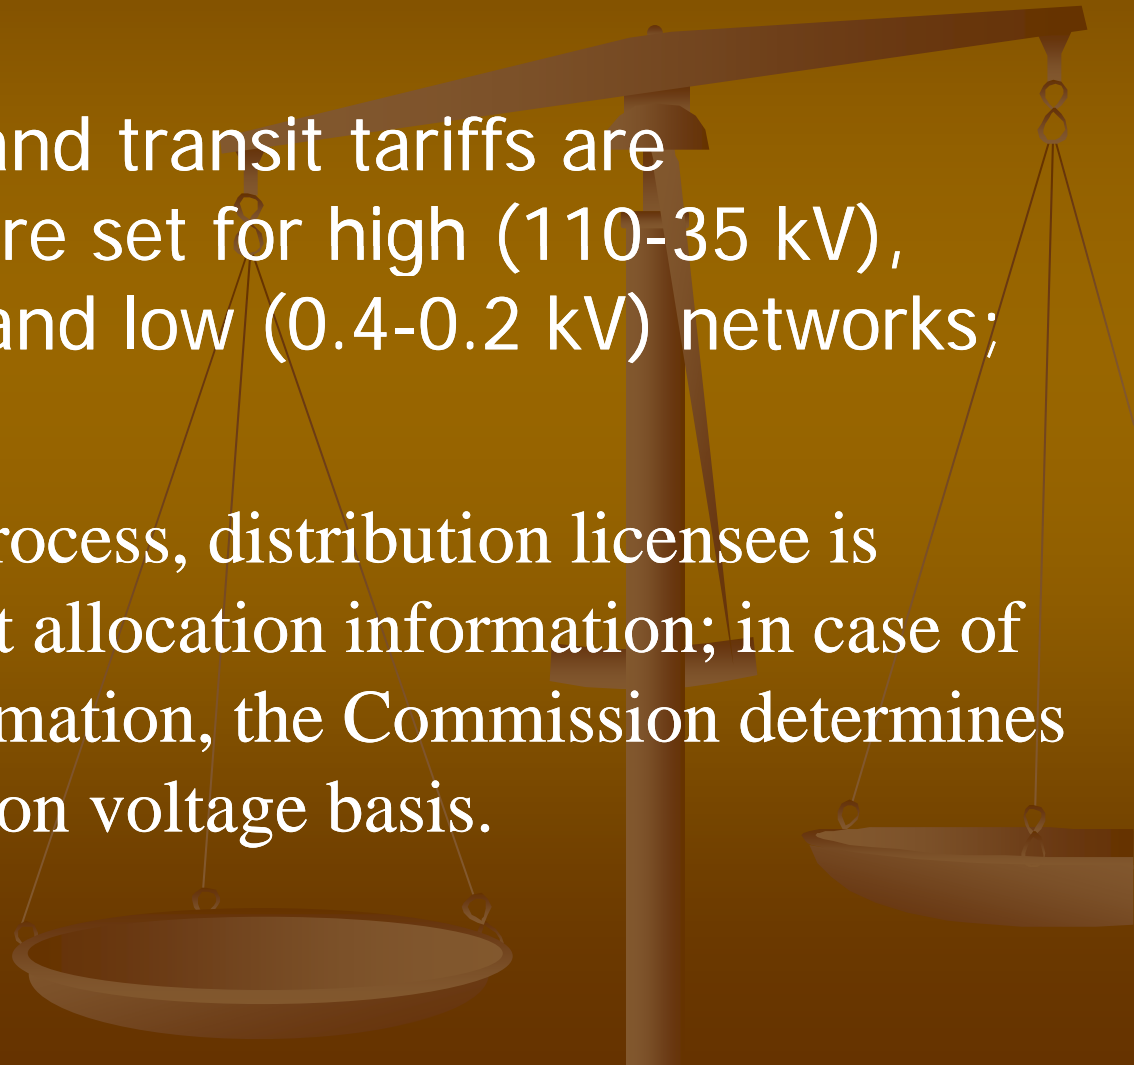 and transit tariffs are
re set for high (110-35 kV),
and low (0.4-0.2 kV) networks;
rocess, distribution licensee is
t allocation information; in case of
mation, the Commission determines
on voltage basis.